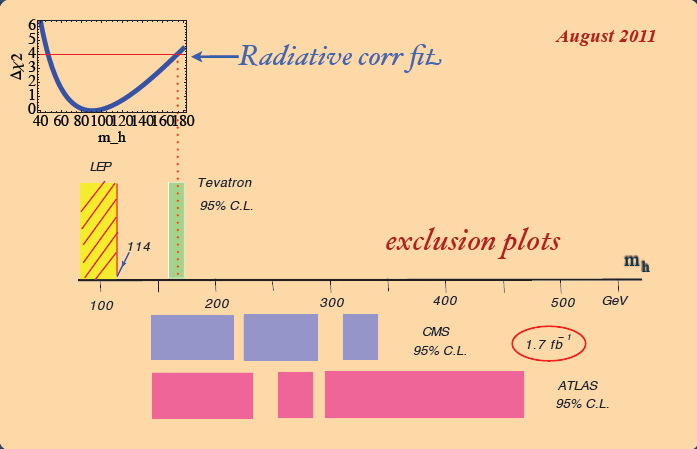 August 2011
6
5
4
3
2
1
0
Δχ2
40 60 80 100 120 140 160 180
m_h
Radiative corr fit
LEP
Tevatron
95% C.L.
114
exclusion plots
m_h
100 200 300 400 500 GeV
CMS
95% C.L.
1.7 fb⁻¹
ATLAS
95% C.L.